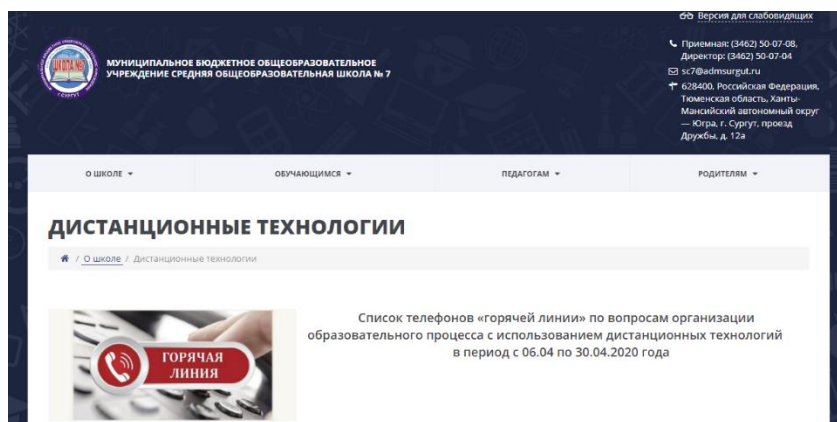 Версия для слабовидящих
ШКОЛА №7
МУНИЦИПАЛЬНОЕ БЮДЖЕТНОЕ ОБЩЕОБРАЗОВАТЕЛЬНОЕ
УЧРЕЖДЕНИЕ СРЕДНЯЯ ОБЩЕОБРАЗОВАТЕЛЬНАЯ ШКОЛА № 7
Приемная: (3462) 50-07-08,
Директор: (3462) 50-07-04
sc7@admsurgut.ru
628400, Российская Федерация,
Тюменская область, Ханты-
Мансийский автономный округ
— Югра, г. Сургут, проезд
Дружбы, д. 12а
О ШКОЛЕ
ОБУЧАЮЩИМСЯ
ПЕДАГОГАМ
РОДИТЕЛЯМ
ДИСТАНЦИОННЫЕ ТЕХНОЛОГИИ
/ О школе / Дистанционные технологии
ГОРЯЧАЯ
ЛИНИЯ
Список телефонов «горячей линии» по вопросам организации
образовательного процесса с использованием дистанционных технологий
в период с 06.04 по 30.04.2020 года